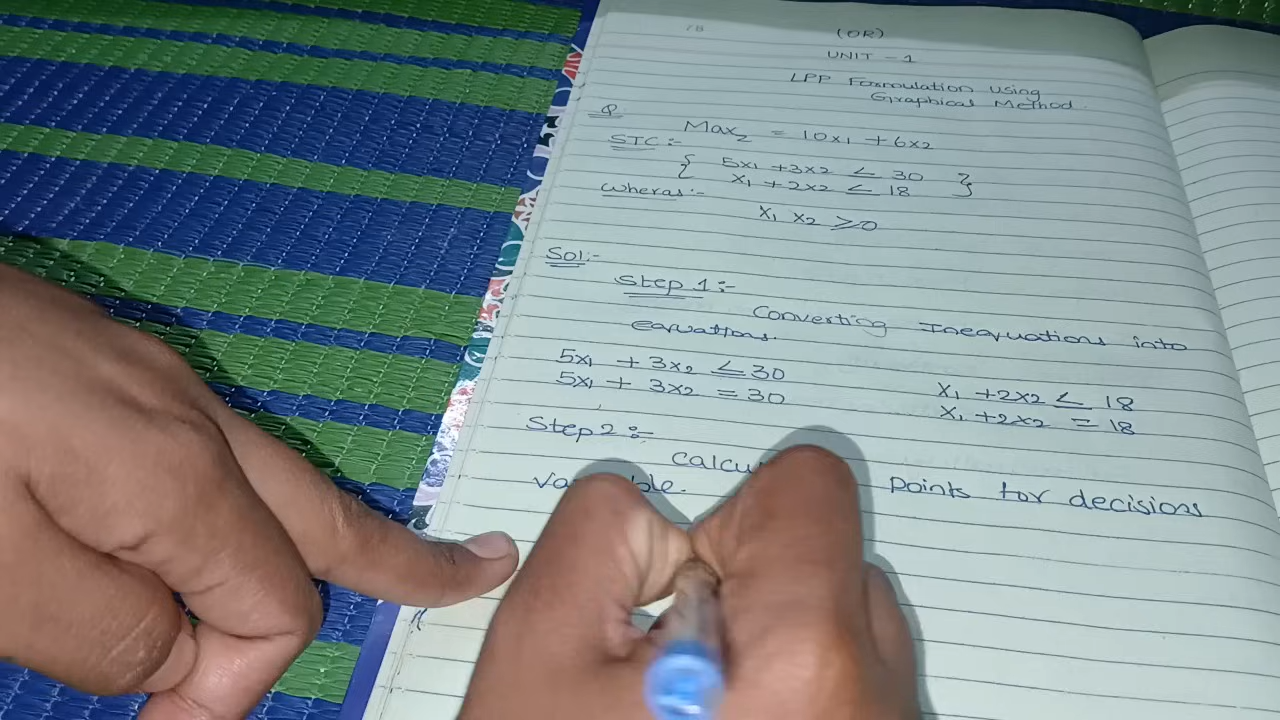 (OR)
UNIT - 1
LPP Formulation using
Graphical Method.
Q Max z = 10x1 + 6x2
STC :-
{ 5x1 + 3x2 ≤ 30 }
x1 + 2x2 ≤ 18
wheras :-
x1 x2 ≥ 0
Sol :-
Step 1 :-
Converting Inequations into
equations.
5x1 + 3x2 ≤ 30
5x1 + 3x2 = 30
x1 + 2x2 ≤ 18
x1 + 2x2 = 18
Step 2 :-
points for decisions